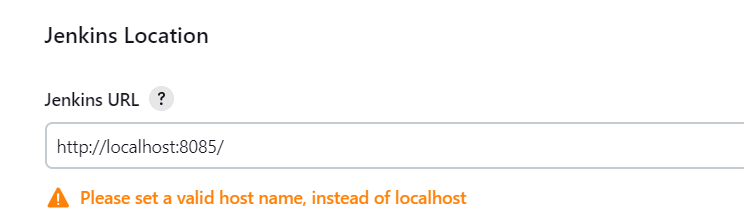 Jenkins Location
Jenkins URL ?
http://localhost:8085/
Please set a valid host name, instead of localhost